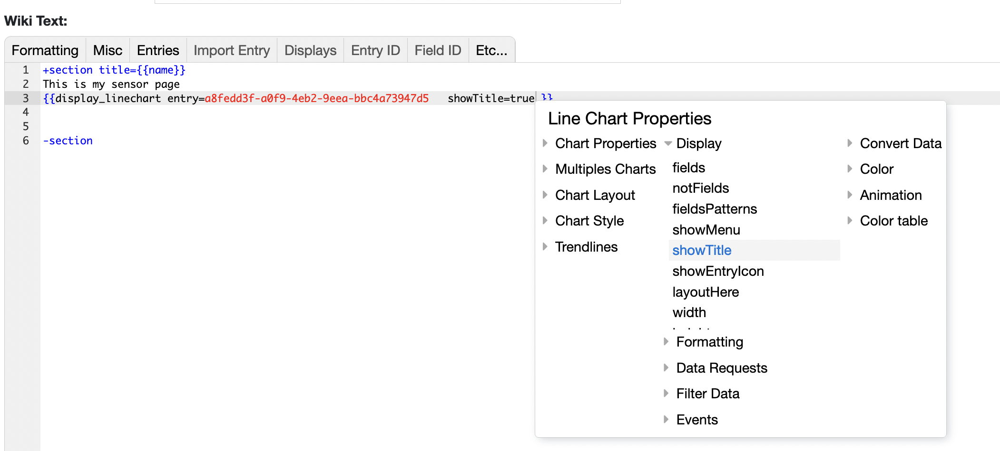 Wiki Text:
Formatting Misc Entries Import Entry Displays Entry ID Field ID Etc...
1 +section title={{name}}
2 This is my sensor page
3 {{display_linechart entry=a8fedd3f-a0f9-4eb2-9eea-bbc4a73947d5   showTitle=true }}
4
5
6 -section
Line Chart Properties
Chart Properties
Multiples Charts
Chart Layout
Chart Style
Trendlines
Display
fields
notFields
fieldsPatterns
showMenu
showTitle
showEntryIcon
layoutHere
width
Formatting
Data Requests
Filter Data
Events
Convert Data
Color
Animation
Color table